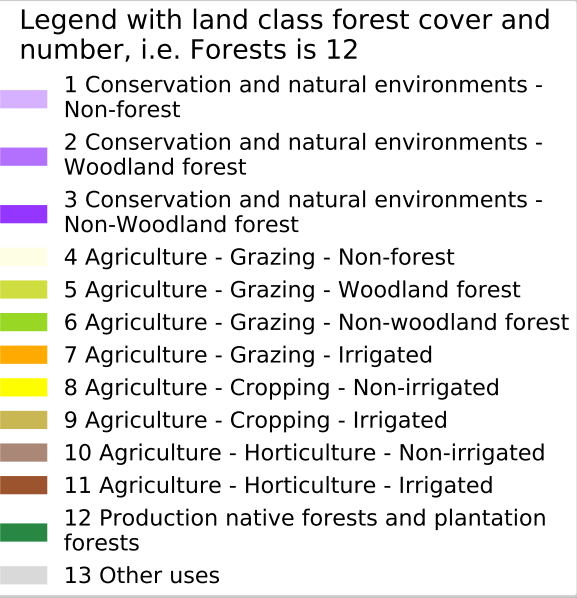 Legend with land class forest cover and
number, i.e. Forests is 12
1 Conservation and natural environments -
Non-forest
2 Conservation and natural environments -
Woodland forest
3 Conservation and natural environments -
Non-Woodland forest
4 Agriculture - Grazing - Non-forest
5 Agriculture - Grazing - Woodland forest
6 Agriculture - Grazing - Non-woodland forest
7 Agriculture - Grazing - Irrigated
8 Agriculture - Cropping - Non-irrigated
9 Agriculture - Cropping - Irrigated
10 Agriculture - Horticulture - Non-irrigated
11 Agriculture - Horticulture - Irrigated
12 Production native forests and plantation
forests
13 Other uses